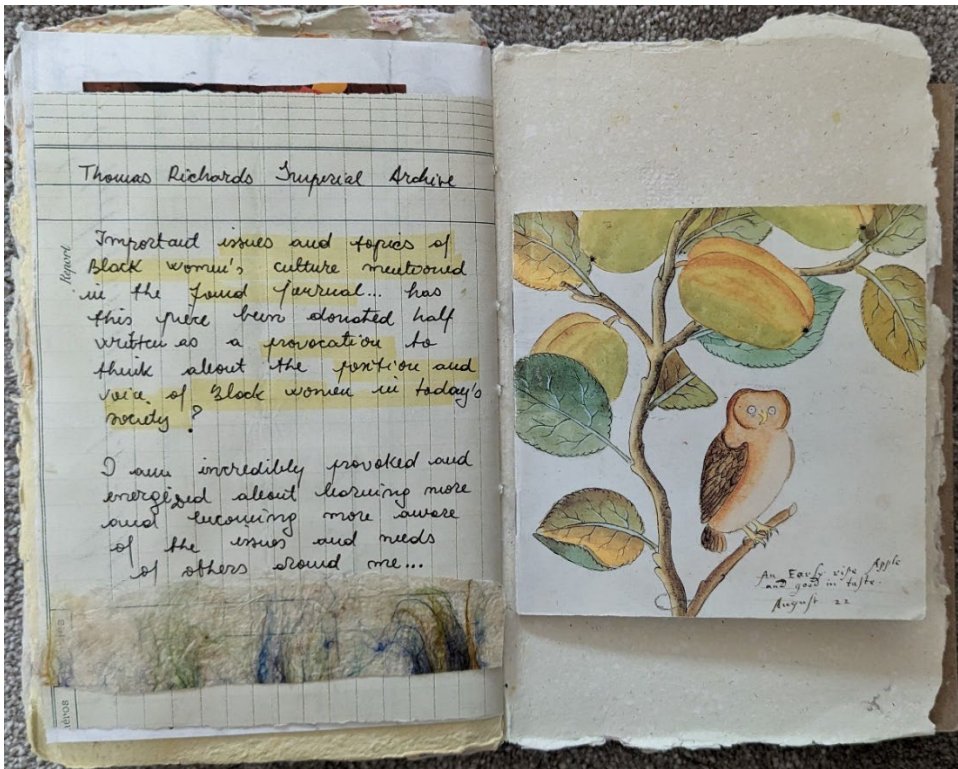 Thomas Richards Imperial Archive
Report
Important issues and topics of
Black women's culture mentioned
in the found journal... has
this piece been donated half
written as a provocation to
think about the position and
voice of Black women in today's
society?
I am incredibly provoked and
energized about learning more
and becoming more aware
of the issues and needs
of others around me...
An Early ripe Apple
and good in taste.
August 22